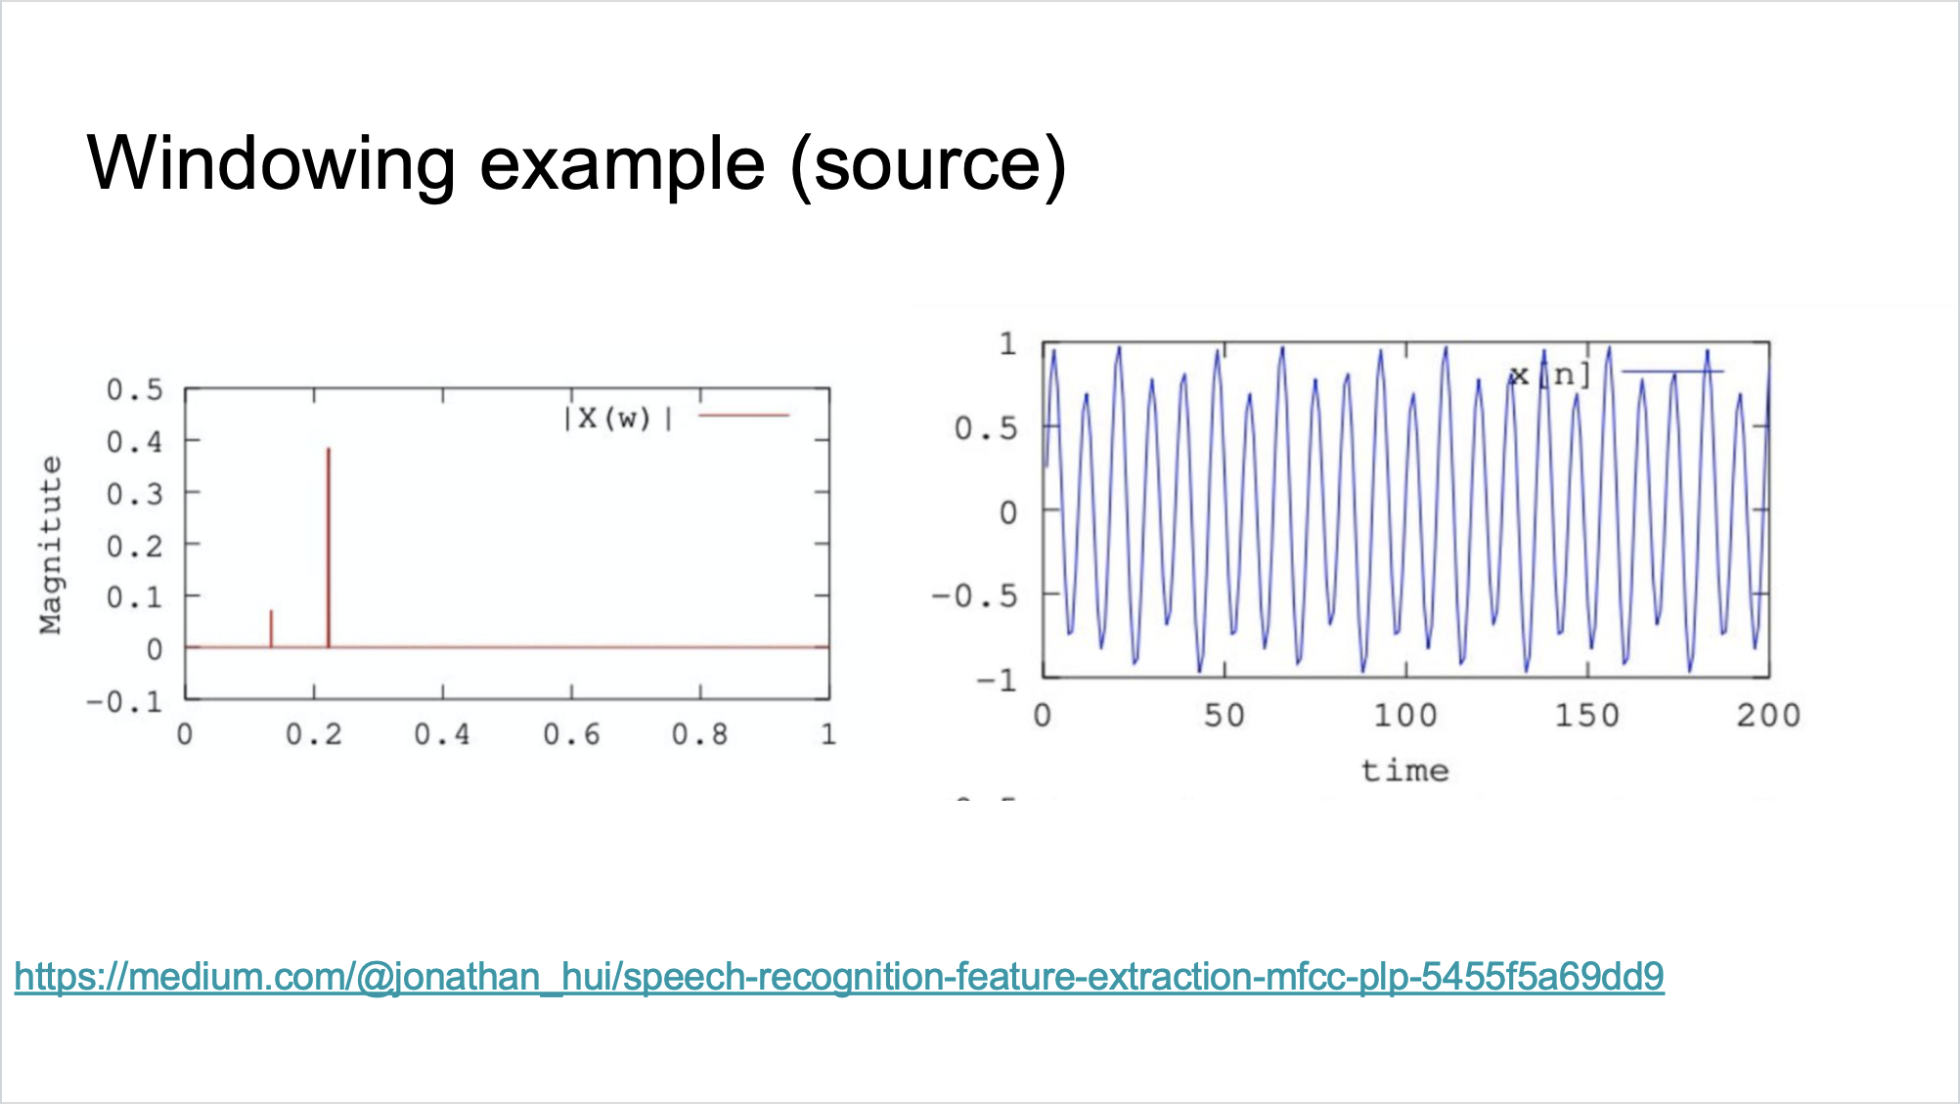 Windowing example (source)
0.5
0.4
0.3
0.2
0.1
0
-0.1
Magnitute
|X(w)|
0 0.2 0.4 0.6 0.8 1
1
0.5
0
-0.5
-1
x[n]
0 50 100 150 200
time
https://medium.com/@jonathan_hui/speech-recognition-feature-extraction-mfcc-plp-5455f5a69dd9